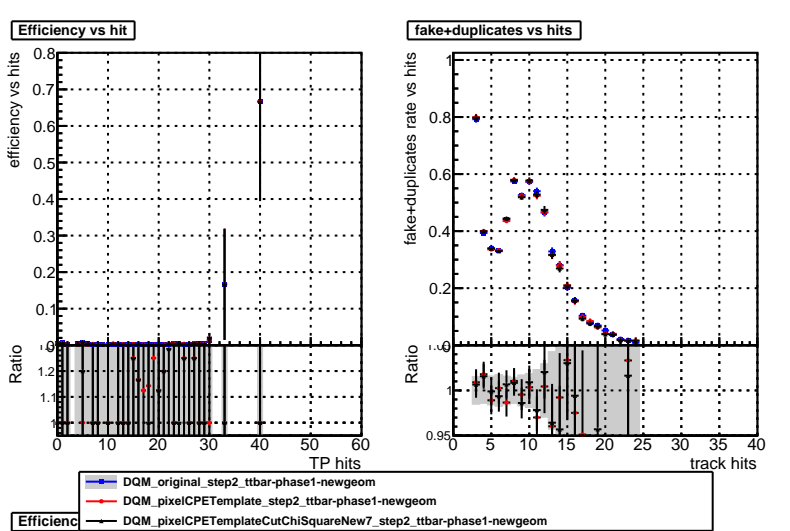 Efficiency vs hit
fake+duplicates vs hits
efficiency vs hits
0.8
0.7
0.6
0.5
0.4
0.3
0.2
0.1
Ratio
1.2
1.1
1
0 10 20 30 40 50 60
TP hits
fake+duplicates rate vs hits
1
0.8
0.6
0.4
0.2
Ratio
1
0.95
0 5 10 15 20 25 30 35 40
track hits
DQM_original_step2_ttbar-phase1-newgeom
DQM_pixelCPETemplate_step2_ttbar-phase1-newgeom
DQM_pixelCPETemplateCutChiSquareNew7_step2_ttbar-phase1-newgeom